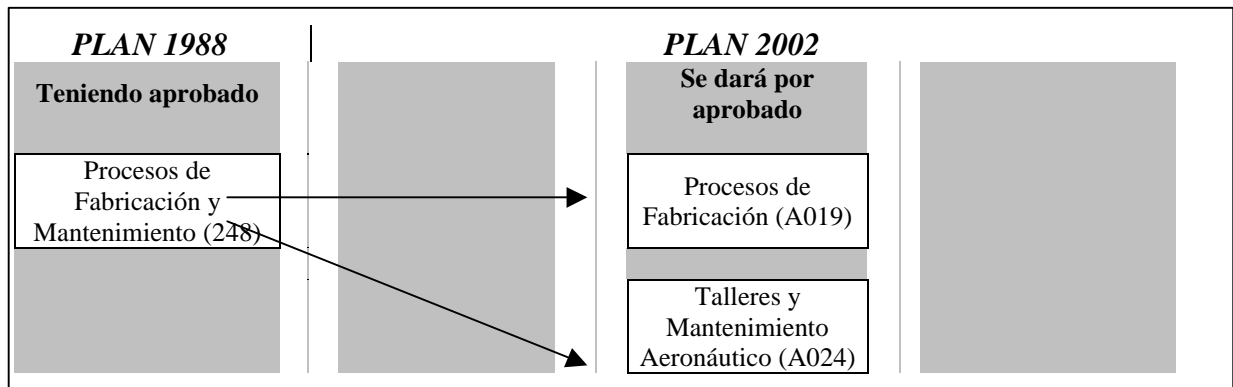 PLAN 1988
PLAN 2002
Teniendo aprobado
Se dará por
aprobado
Procesos de
Fabricación y
Mantenimiento (248)
Procesos de
Fabricación (A019)
Talleres y
Mantenimiento
Aeronáutico (A024)